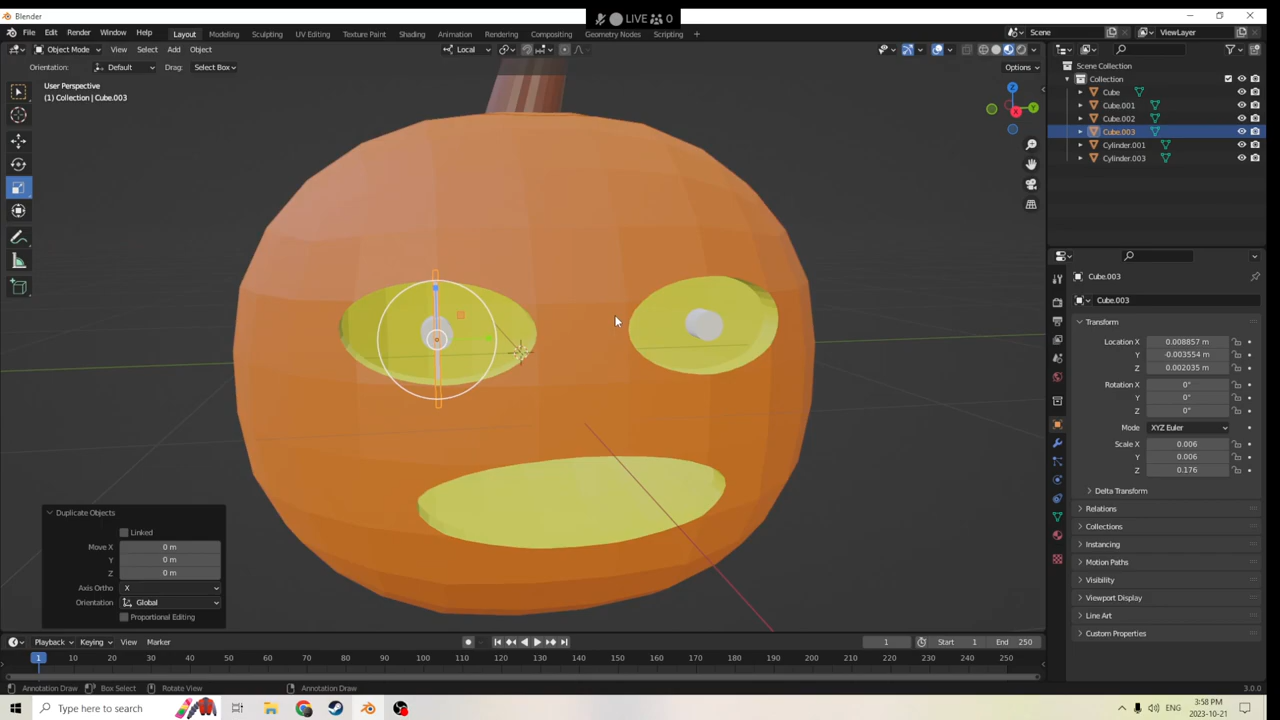 Blender
LIVE 0
File Edit Render Window Help Layout Modeling Sculpting UV Editing Texture Paint Shading Animation Rendering Compositing Geometry Nodes Scripting + Scene ViewLayer
Object Mode View Select Add Object Local
Orientation: Default Drag: Select Box Options
User Perspective
(1) Collection | Cube.003
Z
Y
X
Scene Collection
Collection
Cube
Cube.001
Cube.002
Cube.003
Cylinder.001
Cylinder.003
Cube.003
Cube.003
Transform
Location X 0.008857 m
Y -0.003554 m
Z 0.002035 m
Rotation X 0°
Y 0°
Z 0°
Mode XYZ Euler
Scale X 0.006
Y 0.006
Z 0.176
Delta Transform
Relations
Collections
Instancing
Motion Paths
Visibility
Viewport Display
Line Art
Custom Properties
Duplicate Objects
Linked
Move X 0 m
Y 0 m
Z 0 m
Axis Ortho X
Orientation Global
Proportional Editing
Playback Keying View Marker 1 Start 1 End 250
1 10 20 30 40 50 60 70 80 90 100 110 120 130 140 150 160 170 180 190 200 210 220 230 240 250
Annotation Draw Box Select Rotate View Annotation Draw 3.0.0
Type here to search ENG 3:58 PM
2023-10-21